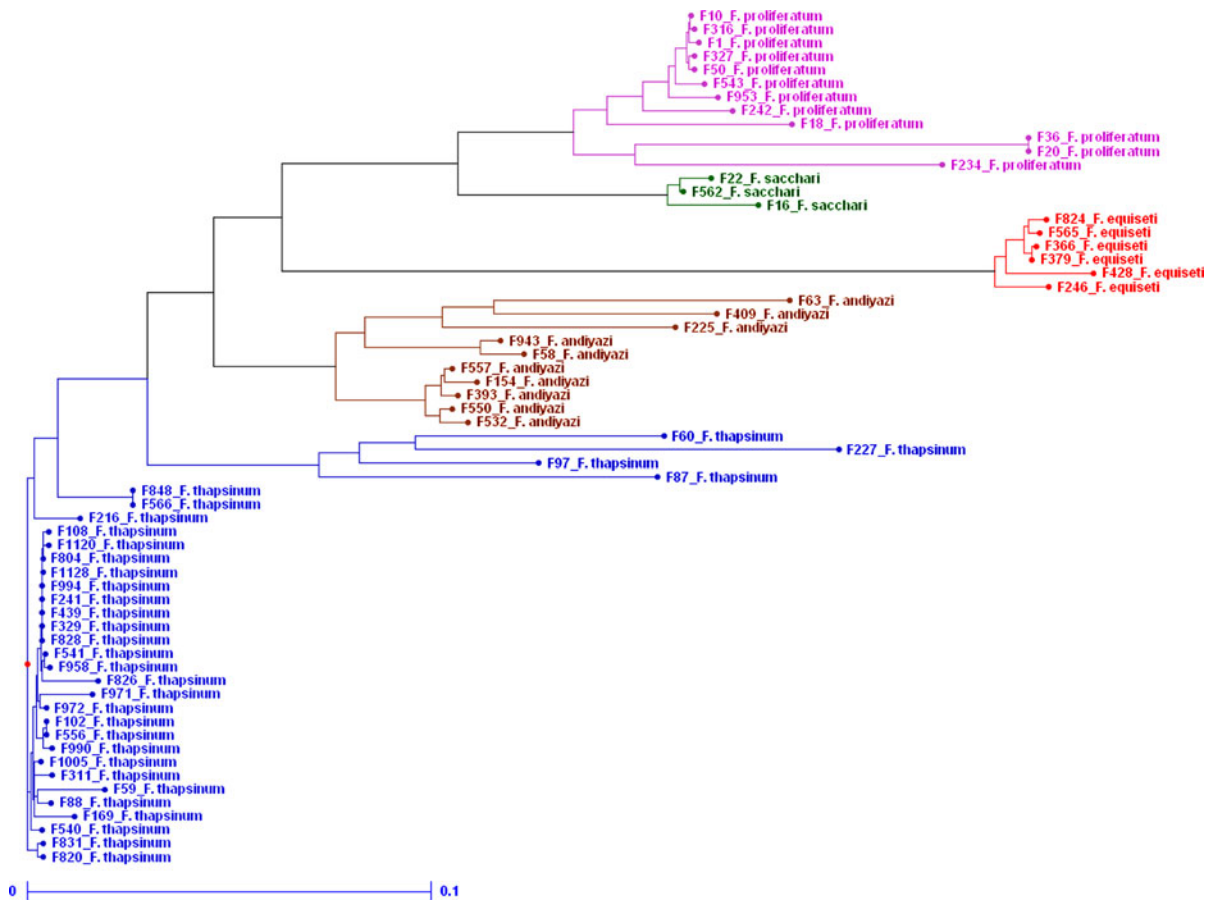 F10_F. proliferatum
F316_F. proliferatum
F1_F. proliferatum
F327_F. proliferatum
F50_F. proliferatum
F543_F. proliferatum
F953_F. proliferatum
F242_F. proliferatum
F18_F. proliferatum
F36_F. proliferatum
F20_F. proliferatum
F234_F. proliferatum
F22_F. sacchari
F562_F. sacchari
F16_F. sacchari
F824_F. equiseti
F565_F. equiseti
F366_F. equiseti
F379_F. equiseti
F428_F. equiseti
F246_F. equiseti
F63_F. andiyazi
F409_F. andiyazi
F225_F. andiyazi
F943_F. andiyazi
F58_F. andiyazi
F557_F. andiyazi
F154_F. andiyazi
F393_F. andiyazi
F550_F. andiyazi
F532_F. andiyazi
F60_F. thapsinum
F227_F. thapsinum
F97_F. thapsinum
F87_F. thapsinum
F848_F. thapsinum
F566_F. thapsinum
F216_F. thapsinum
F108_F. thapsinum
F1120_F. thapsinum
F804_F. thapsinum
F1128_F. thapsinum
F994_F. thapsinum
F241_F. thapsinum
F439_F. thapsinum
F329_F. thapsinum
F828_F. thapsinum
F541_F. thapsinum
F958_F. thapsinum
F826_F. thapsinum
F971_F. thapsinum
F972_F. thapsinum
F102_F. thapsinum
F556_F. thapsinum
F990_F. thapsinum
F1005_F. thapsinum
F311_F. thapsinum
F59_F. thapsinum
F88_F. thapsinum
F169_F. thapsinum
F540_F. thapsinum
F831_F. thapsinum
F820_F. thapsinum
0 0.1